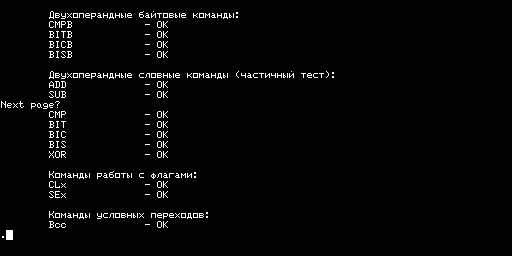 Двухоперандные байтовые команды:
CMPB - OK
BITB - OK
BICB - OK
BISB - OK
Двухоперандные словные команды (частичный тест):
ADD - OK
SUB - OK
Next page?
CMP - OK
BIT - OK
BIC - OK
BIS - OK
XOR - OK
Команды работы с флагами:
CLx - OK
SEx - OK
Команды условных переходов:
Bcc - OK
.